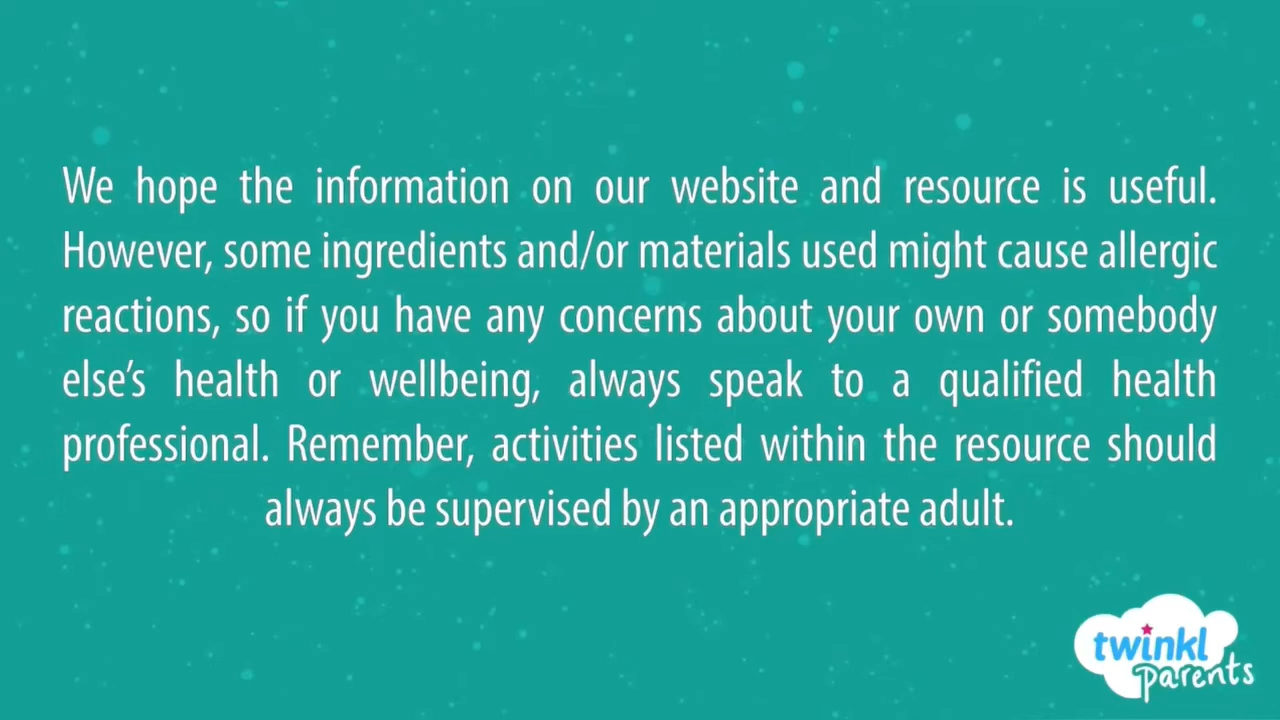 We hope the information on our website and resource is useful.
However, some ingredients and/or materials used might cause allergic
reactions, so if you have any concerns about your own or somebody
else’s health or wellbeing, always speak to a qualified health
professional. Remember, activities listed within the resource should
always be supervised by an appropriate adult.
twinkl
parents